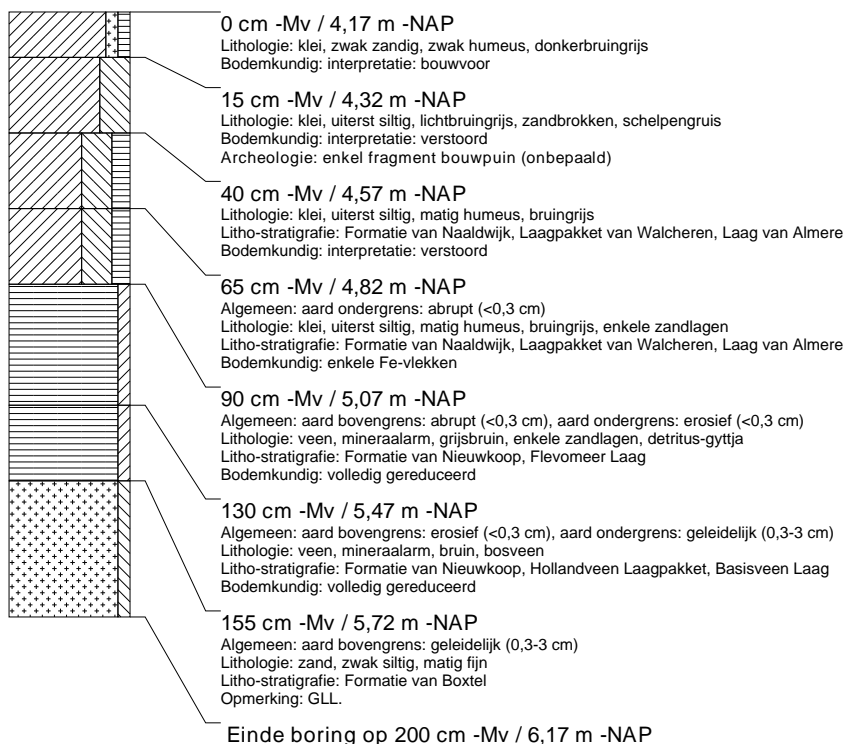 0 cm -Mv / 4,17 m -NAP
Lithologie: klei, zwak zandig, zwak humeus, donkerbruingrijs
Bodemkundig: interpretatie: bouwvoor
15 cm -Mv / 4,32 m -NAP
Lithologie: klei, uiterst siltig, lichtbruingrijs, zandbrokken, schelpengruis
Bodemkundig: interpretatie: verstoord
Archeologie: enkel fragment bouwpuin (onbepaald)
40 cm -Mv / 4,57 m -NAP
Lithologie: klei, uiterst siltig, matig humeus, bruingrijs
Litho-stratigrafie: Formatie van Naaldwijk, Laagpakket van Walcheren, Laag van Almere
Bodemkundig: interpretatie: verstoord
65 cm -Mv / 4,82 m -NAP
Algemeen: aard ondergrens: abrupt (<0,3 cm)
Lithologie: klei, uiterst siltig, matig humeus, bruingrijs, enkele zandlagen
Litho-stratigrafie: Formatie van Naaldwijk, Laagpakket van Walcheren, Laag van Almere
Bodemkundig: enkele Fe-vlekken
90 cm -Mv / 5,07 m -NAP
Algemeen: aard bovengrens: abrupt (<0,3 cm), aard ondergrens: erosief (<0,3 cm)
Lithologie: veen, mineraalarm, grijsbruin, enkele zandlagen, detritus-gyttja
Litho-stratigrafie: Formatie van Nieuwkoop, Flevomeer Laag
Bodemkundig: volledig gereduceerd
130 cm -Mv / 5,47 m -NAP
Algemeen: aard bovengrens: erosief (<0,3 cm), aard ondergrens: geleidelijk (0,3-3 cm)
Lithologie: veen, mineraalarm, bruin, bosveen
Litho-stratigrafie: Formatie van Nieuwkoop, Hollandveen Laagpakket, Basisveen Laag
Bodemkundig: volledig gereduceerd
155 cm -Mv / 5,72 m -NAP
Algemeen: aard bovengrens: geleidelijk (0,3-3 cm)
Lithologie: zand, zwak siltig, matig fijn
Litho-stratigrafie: Formatie van Boxtel
Opmerking: GLL.
Einde boring op 200 cm -Mv / 6,17 m -NAP